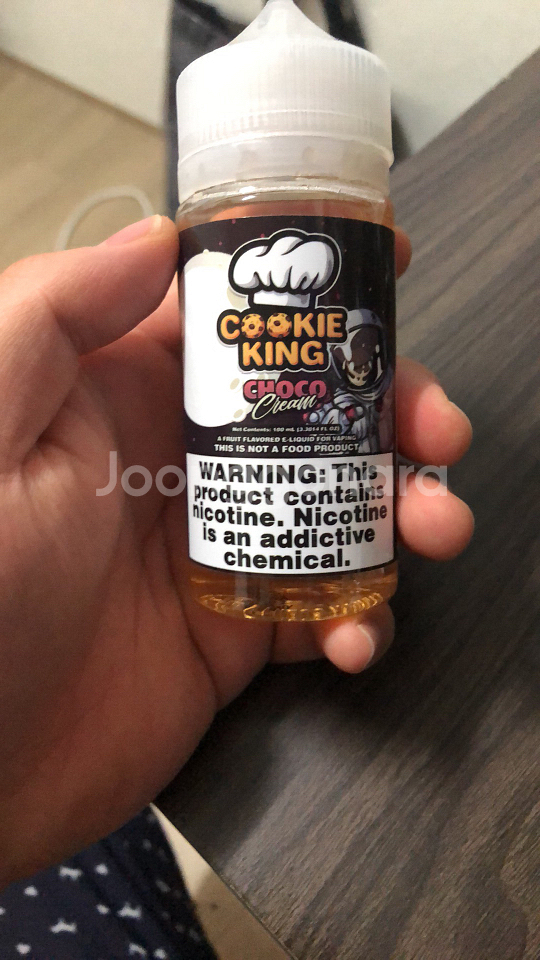 COOKIE
KING
CHOCO
Cream
Net Contents: 100 mL (3.3814 FL OZ)
A FRUIT FLAVORED E-LIQUID FOR VAPING
THIS IS NOT A FOOD PRODUCT
WARNING: This
product contains
nicotine. Nicotine
is an addictive
chemical.